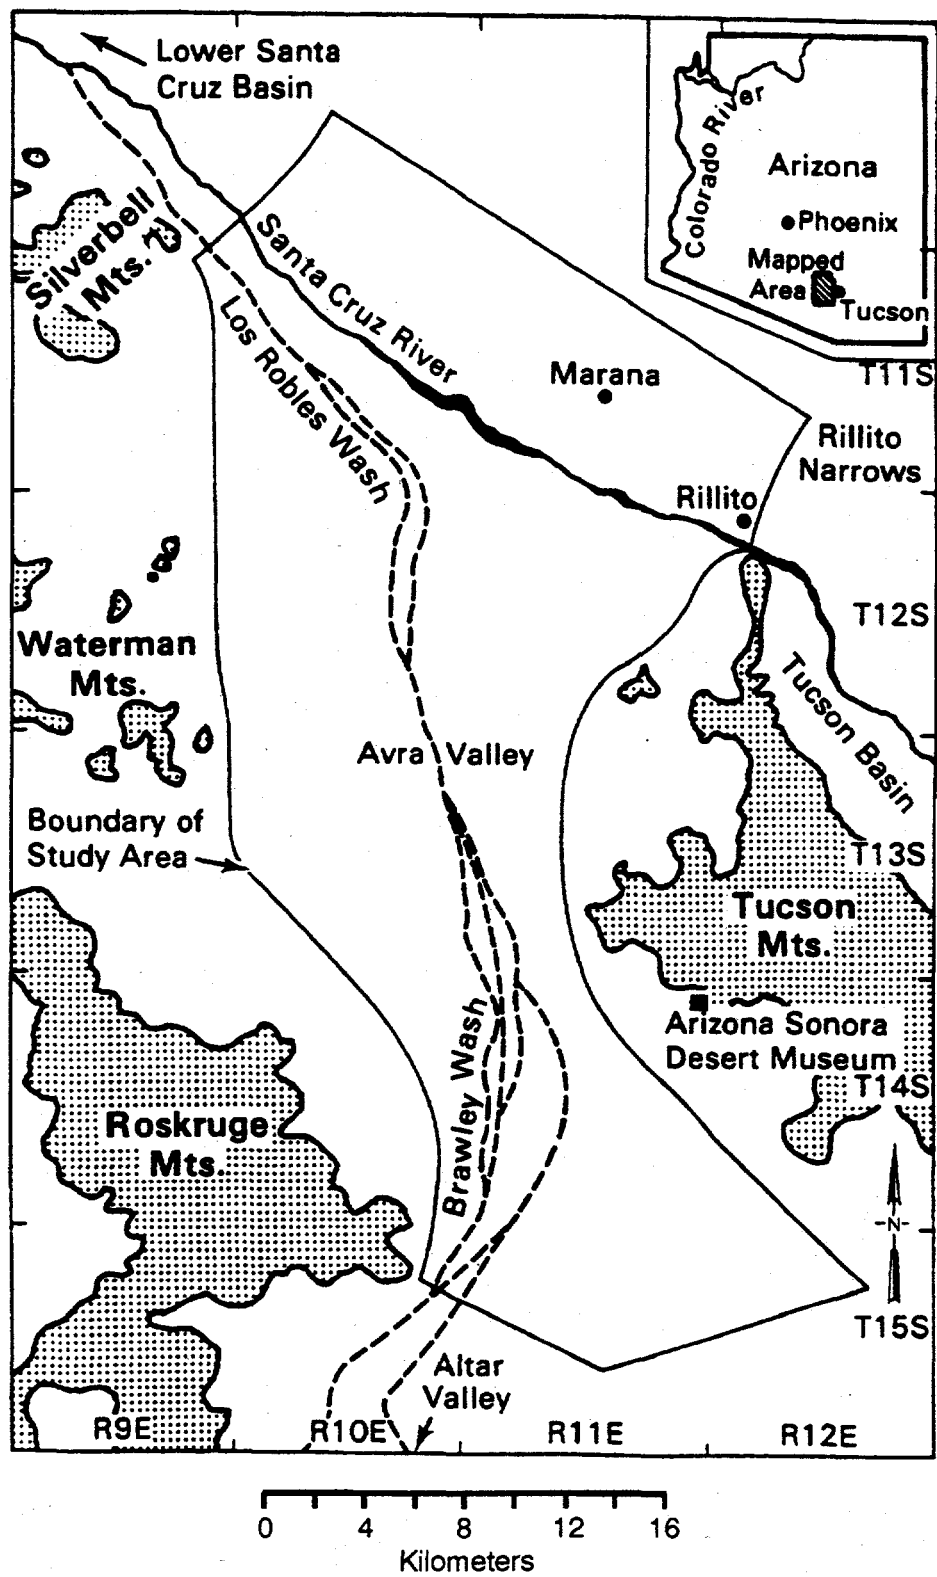 Lower Santa
Cruz Basin
Colorado River
Arizona
Phoenix
Mapped
Area
Tucson
Silverbell
Mts.
Santa Cruz River
Los Robles Wash
Marana
T11S
Rillito
Narrows
Rillito
T12S
Waterman
Mts.
Tucson Basin
Avra Valley
Boundary of
Study Area
T13S
Tucson
Mts.
Arizona Sonora
Desert Museum
T14S
Brawley Wash
Roskruge
Mts.
-N-
T15S
Altar
Valley
R9E
R10E
R11E
R12E
0 4 8 12 16
Kilometers